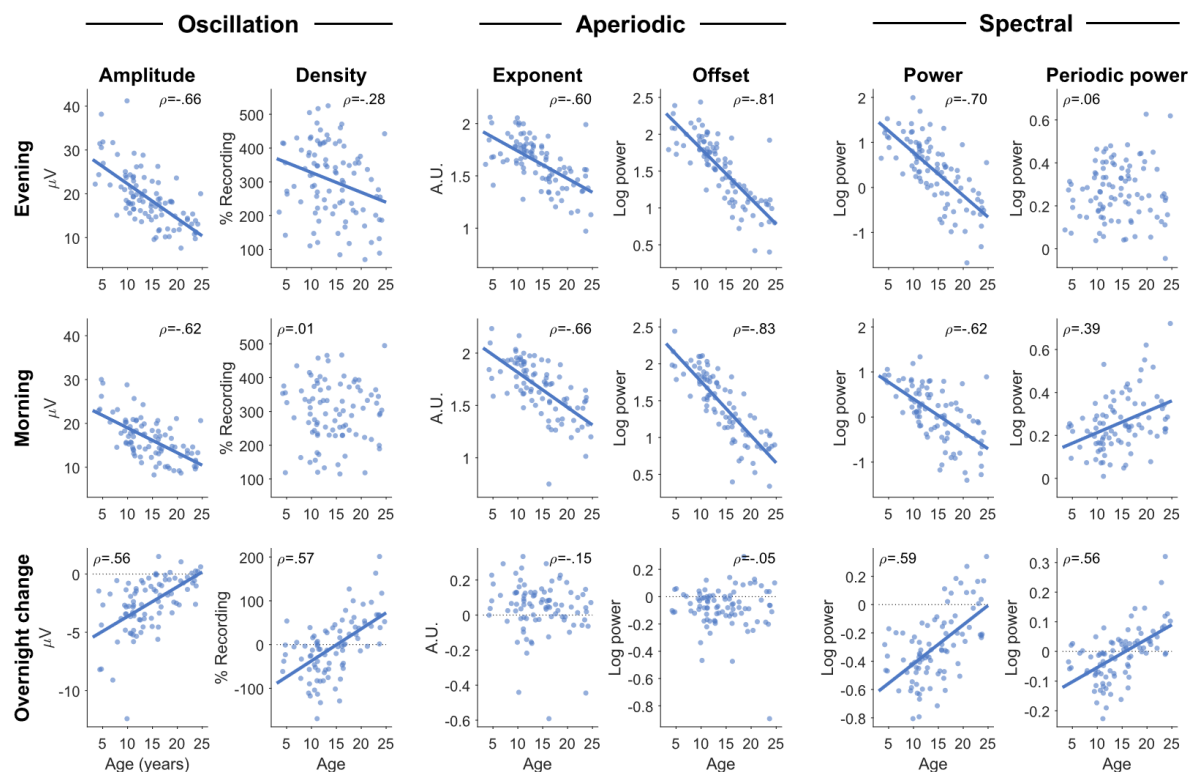 Oscillation Aperiodic Spectral
Amplitude Density Exponent Offset Power Periodic power
Evening
μV
40
30
20
10
5 10 15 20 25
ρ=-.66
% Recording
500
400
300
200
100
5 10 15 20 25
ρ=-.28
A.U.
2
1.5
1
5 10 15 20 25
ρ=-.60
Log power
2.5
2
1.5
1
0.5
5 10 15 20 25
ρ=-.81
Log power
2
1
0
-1
5 10 15 20 25
ρ=-.70
Log power
0.6
0.4
0.2
0
5 10 15 20 25
ρ=.06
Morning
μV
40
30
20
10
5 10 15 20 25
ρ=-.62
% Recording
500
400
300
200
100
5 10 15 20 25
ρ=.01
A.U.
2
1.5
1
5 10 15 20 25
ρ=-.66
Log power
2.5
2
1.5
1
0.5
5 10 15 20 25
ρ=-.83
Log power
2
1
0
-1
5 10 15 20 25
ρ=-.62
Log power
0.6
0.4
0.2
0
5 10 15 20 25
ρ=.39
Overnight change
μV
0
-5
-10
5 10 15 20 25
Age (years)
ρ=.56
% Recording
200
100
0
-100
5 10 15 20 25
Age
ρ=.57
A.U.
0.2
0
-0.2
-0.4
-0.6
5 10 15 20 25
Age
ρ=-.15
Log power
0.2
0
-0.2
-0.4
-0.6
-0.8
5 10 15 20 25
Age
ρ=-.05
Log power
0.2
0
-0.2
-0.4
-0.6
-0.8
5 10 15 20 25
Age
ρ=.59
Log power
0.3
0.2
0.1
0
-0.1
-0.2
5 10 15 20 25
Age
ρ=.56